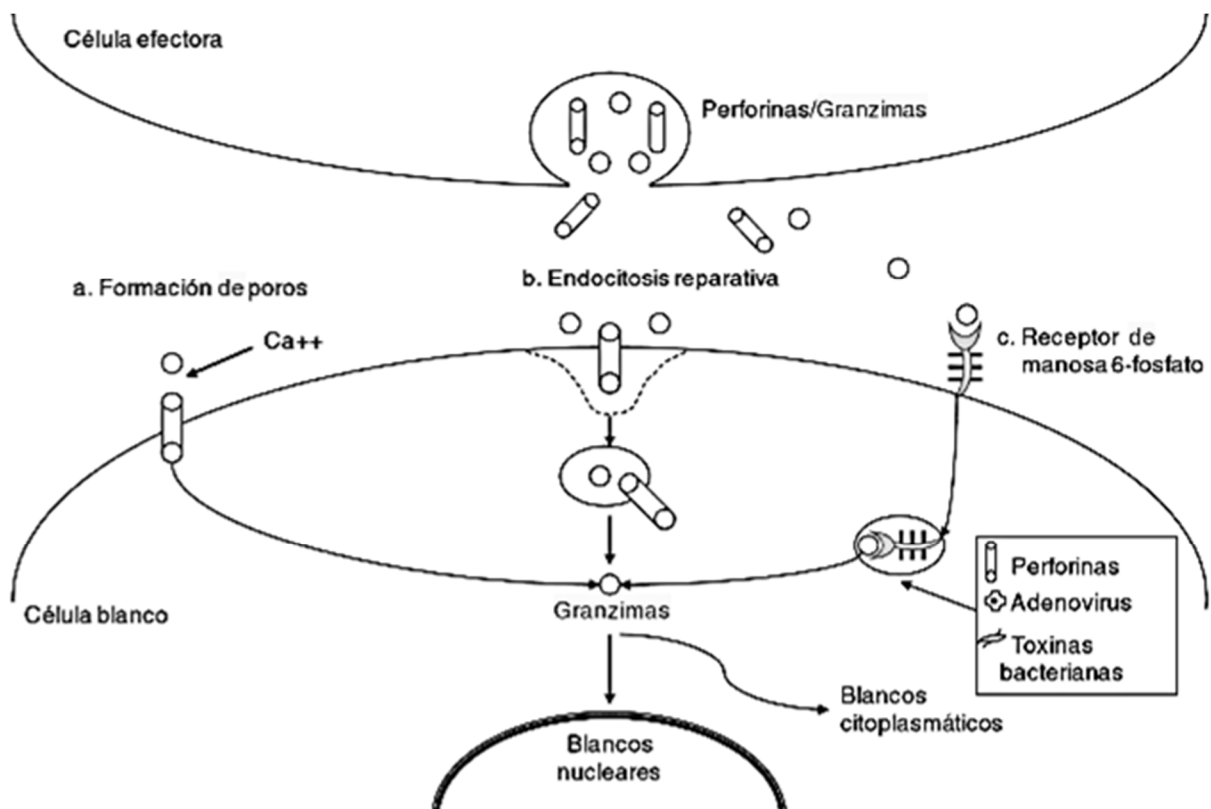 Célula efectora
Perforinas/Granzimas
a. Formación de poros
b. Endocitosis reparativa
Ca++
c. Receptor de
manosa 6-fosfato
Perforinas
Adenovirus
Toxinas
bacterianas
Granzimas
Célula blanco
Blancos
citoplasmáticos
Blancos
nucleares